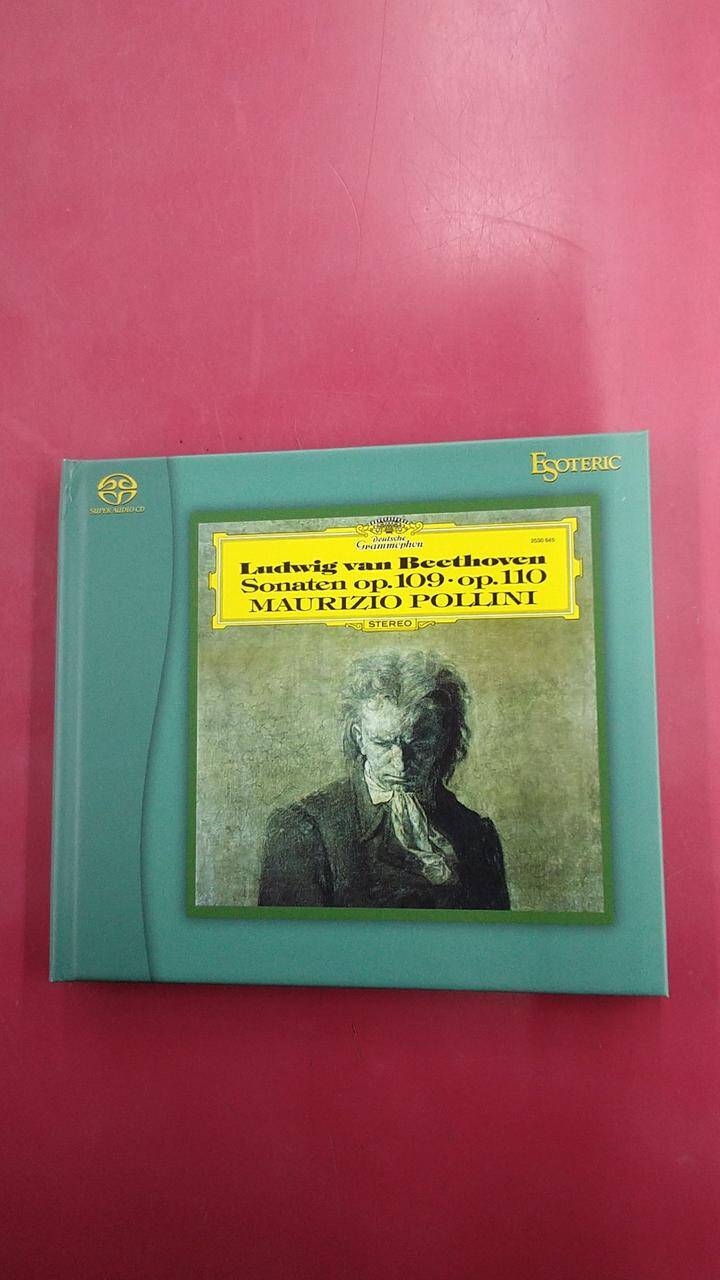 ESOTERIC
SUPER AUDIO CD
Deutsche
Grammophon
2530 645
Ludwig van Beethoven
Sonaten op.109·op.110
MAURIZIO POLLINI
STEREO